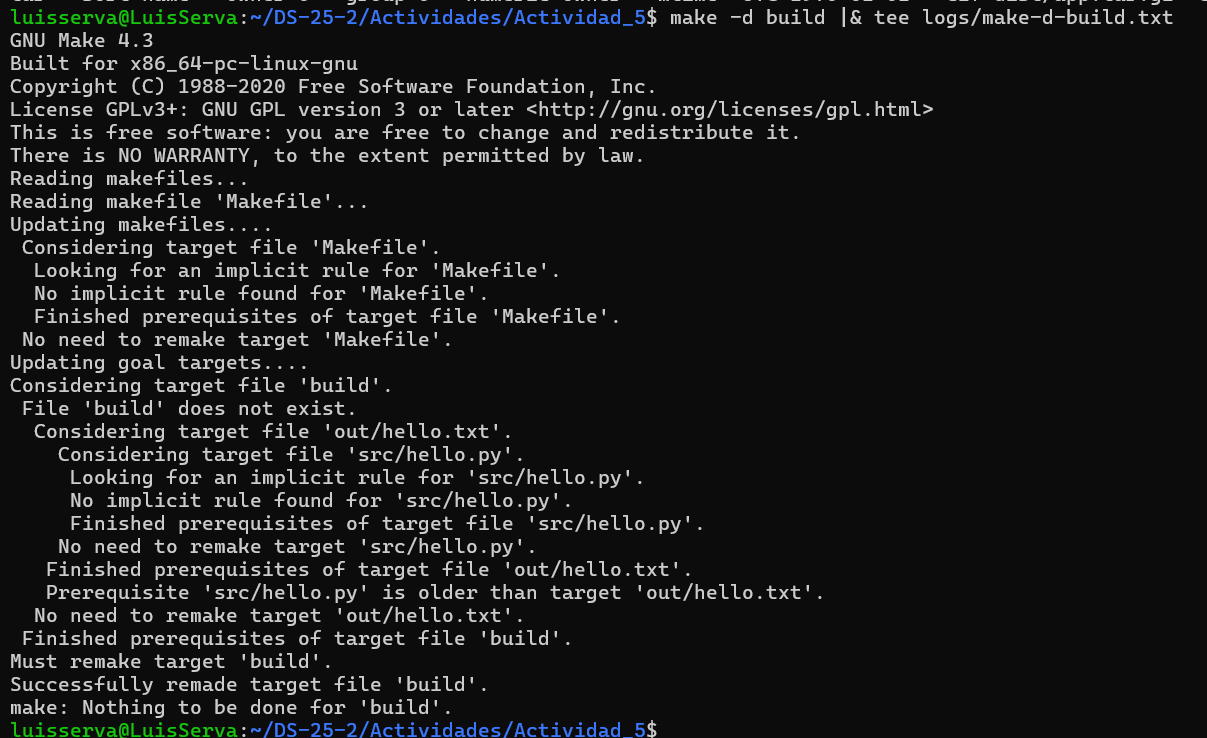 luisserva@LuisServa:~/DS-25-2/Actividades/Actividad_5$ make -d build |& tee logs/make-d-build.txt
GNU Make 4.3
Built for x86_64-pc-linux-gnu
Copyright (C) 1988-2020 Free Software Foundation, Inc.
License GPLv3+: GNU GPL version 3 or later <http://gnu.org/licenses/gpl.html>
This is free software: you are free to change and redistribute it.
There is NO WARRANTY, to the extent permitted by law.
Reading makefiles...
Reading makefile 'Makefile'...
Updating makefiles....
 Considering target file 'Makefile'.
  Looking for an implicit rule for 'Makefile'.
  No implicit rule found for 'Makefile'.
  Finished prerequisites of target file 'Makefile'.
 No need to remake target 'Makefile'.
Updating goal targets....
Considering target file 'build'.
 File 'build' does not exist.
  Considering target file 'out/hello.txt'.
    Considering target file 'src/hello.py'.
     Looking for an implicit rule for 'src/hello.py'.
     No implicit rule found for 'src/hello.py'.
     Finished prerequisites of target file 'src/hello.py'.
    No need to remake target 'src/hello.py'.
   Finished prerequisites of target file 'out/hello.txt'.
   Prerequisite 'src/hello.py' is older than target 'out/hello.txt'.
  No need to remake target 'out/hello.txt'.
 Finished prerequisites of target file 'build'.
Must remake target 'build'.
Successfully remade target file 'build'.
make: Nothing to be done for 'build'.
luisserva@LuisServa:~/DS-25-2/Actividades/Actividad_5$